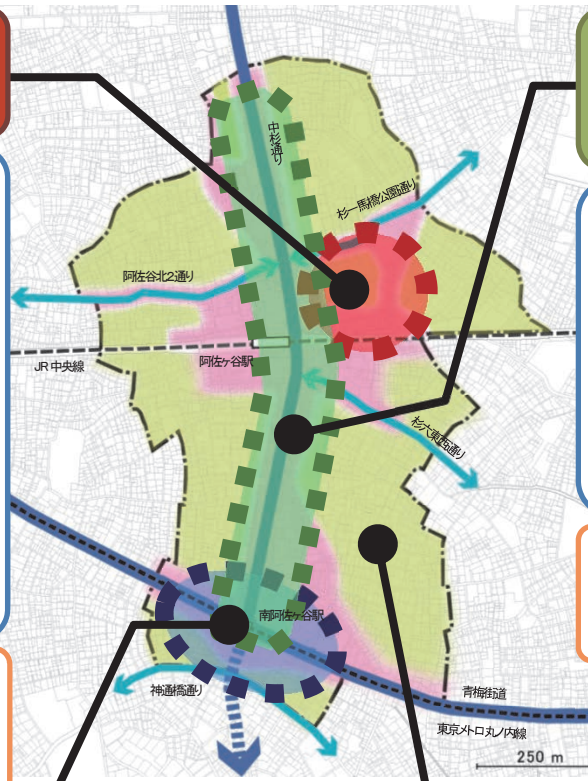 中杉通り
杉一馬橋公園通り
阿佐谷北2通り
阿佐ケ谷駅
JR 中央線
杉六東西通り
南阿佐ケ谷駅
神通橋通り
青梅街道
東京メトロ丸ノ内線
250 m